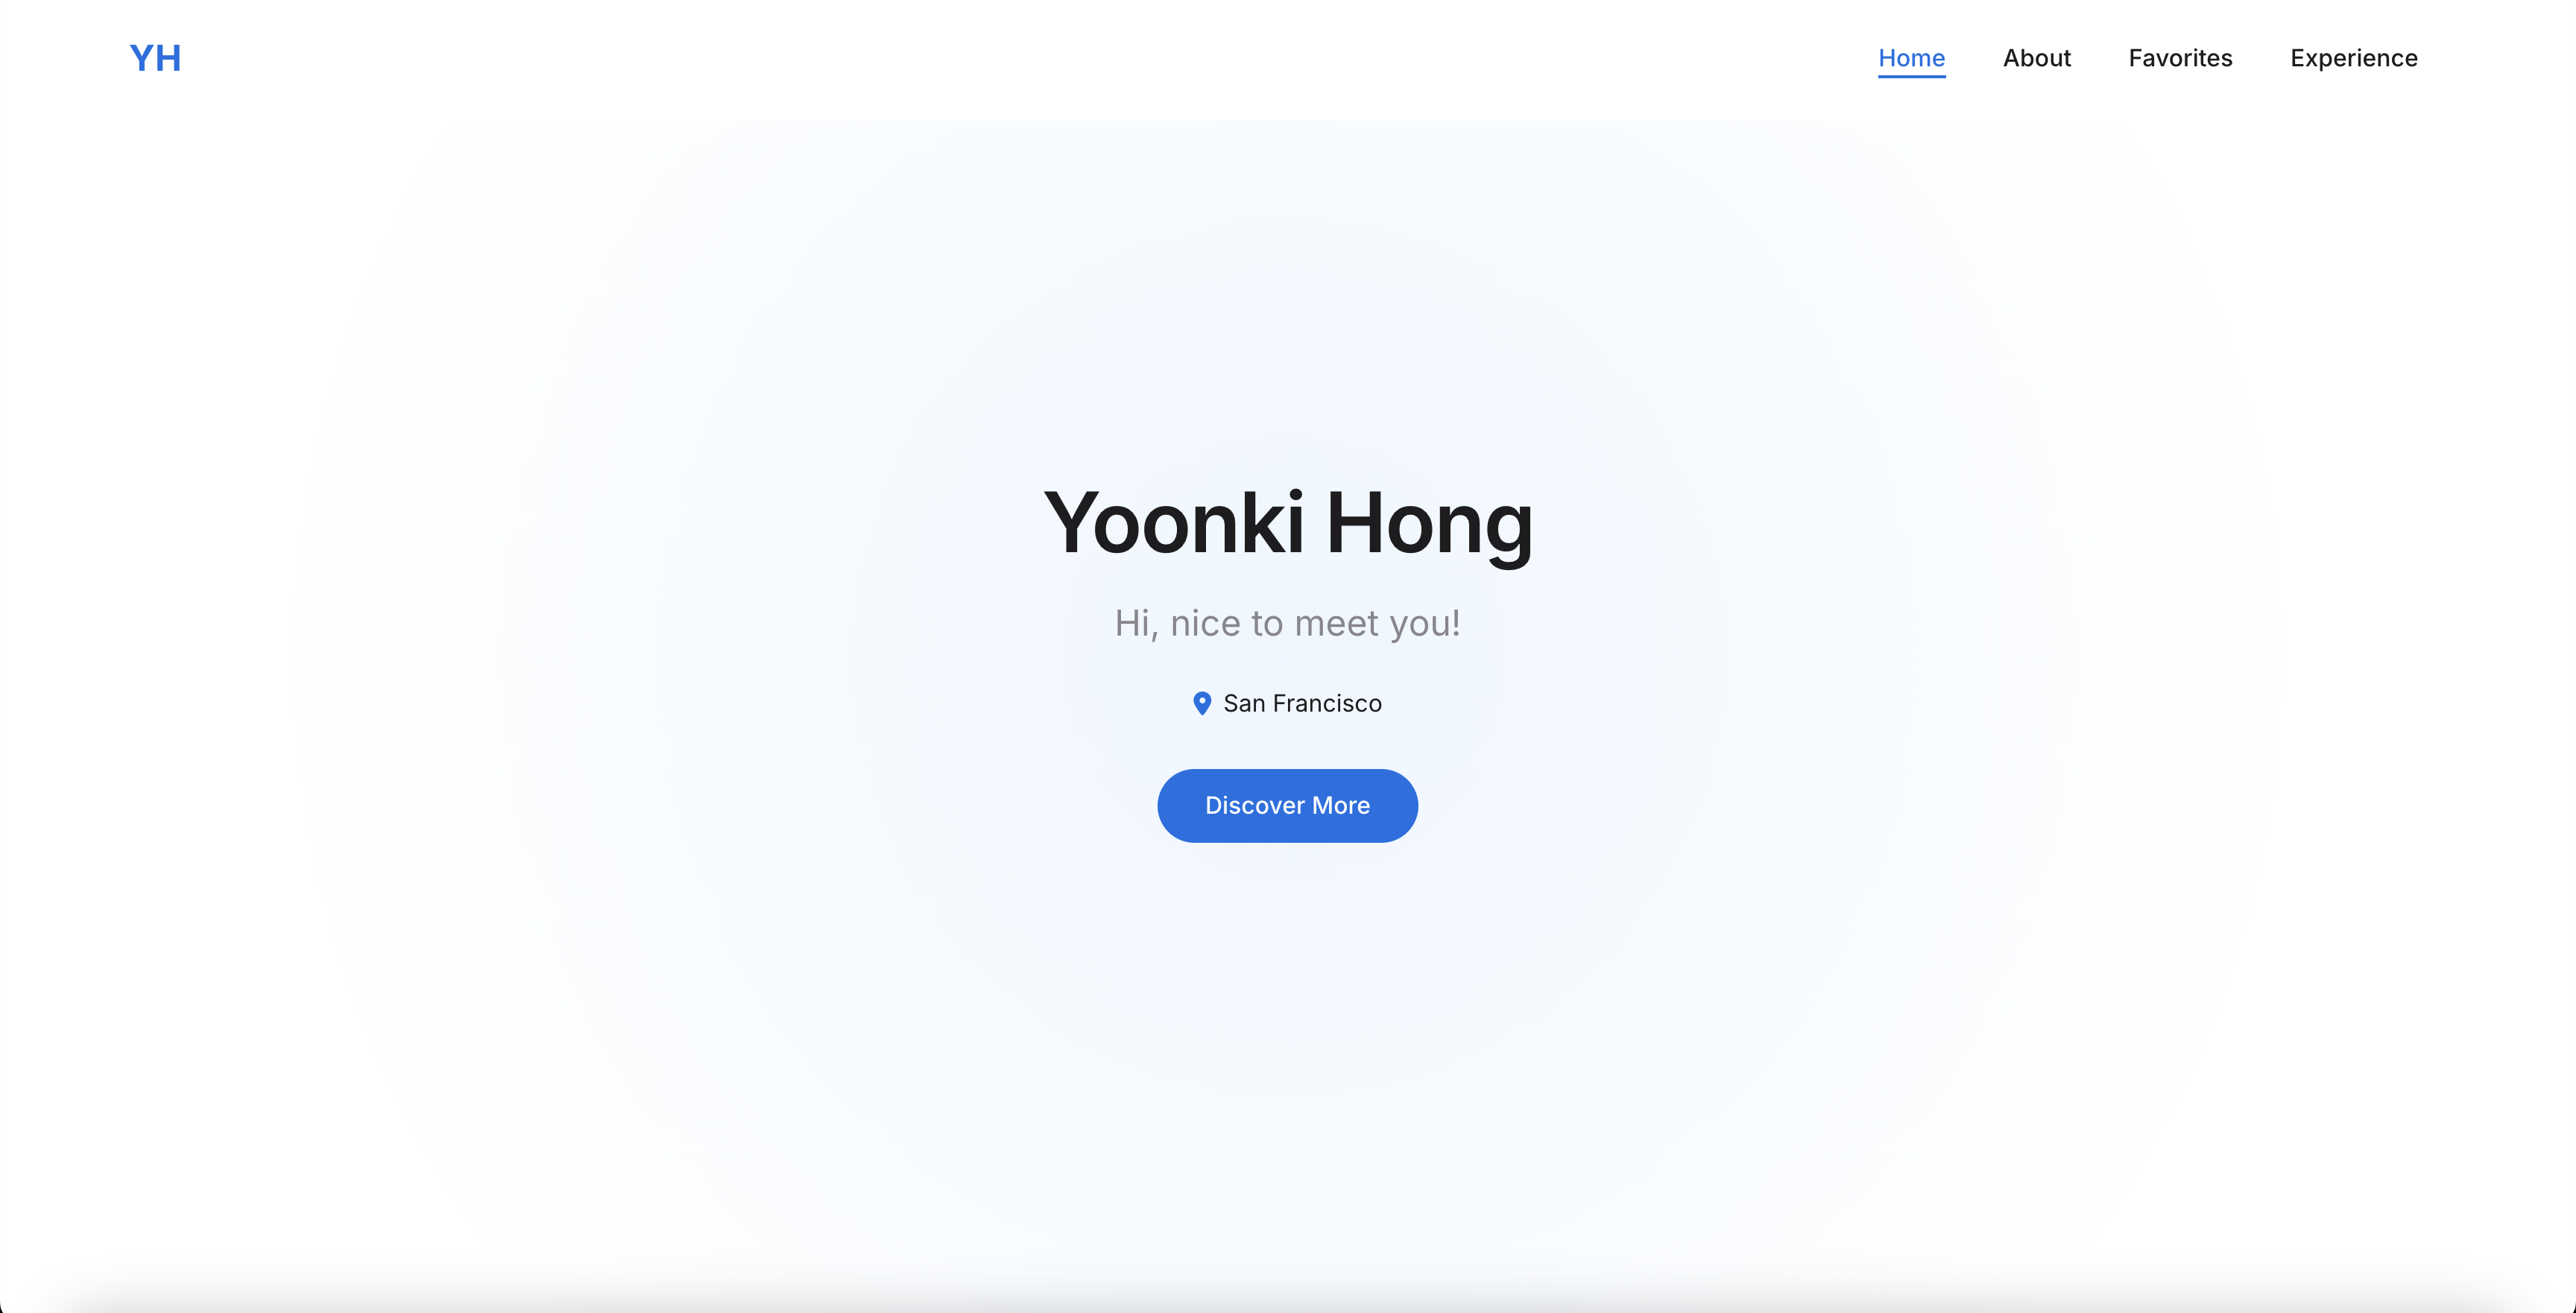 YH
Home About Favorites Experience
Yoonki Hong
Hi, nice to meet you!
San Francisco
Discover More